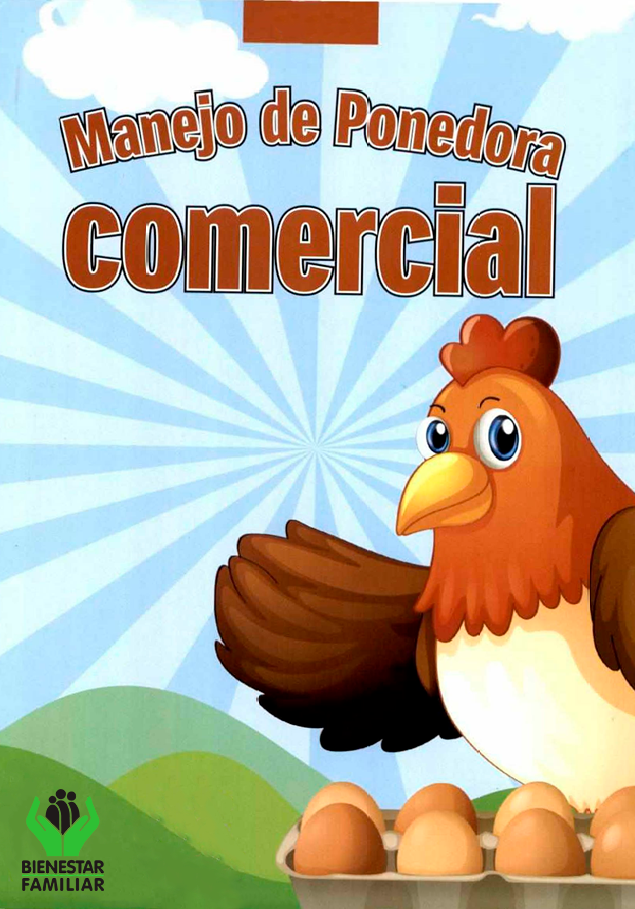 Manejo de Ponedora
comercial
BIENESTAR
FAMILIAR